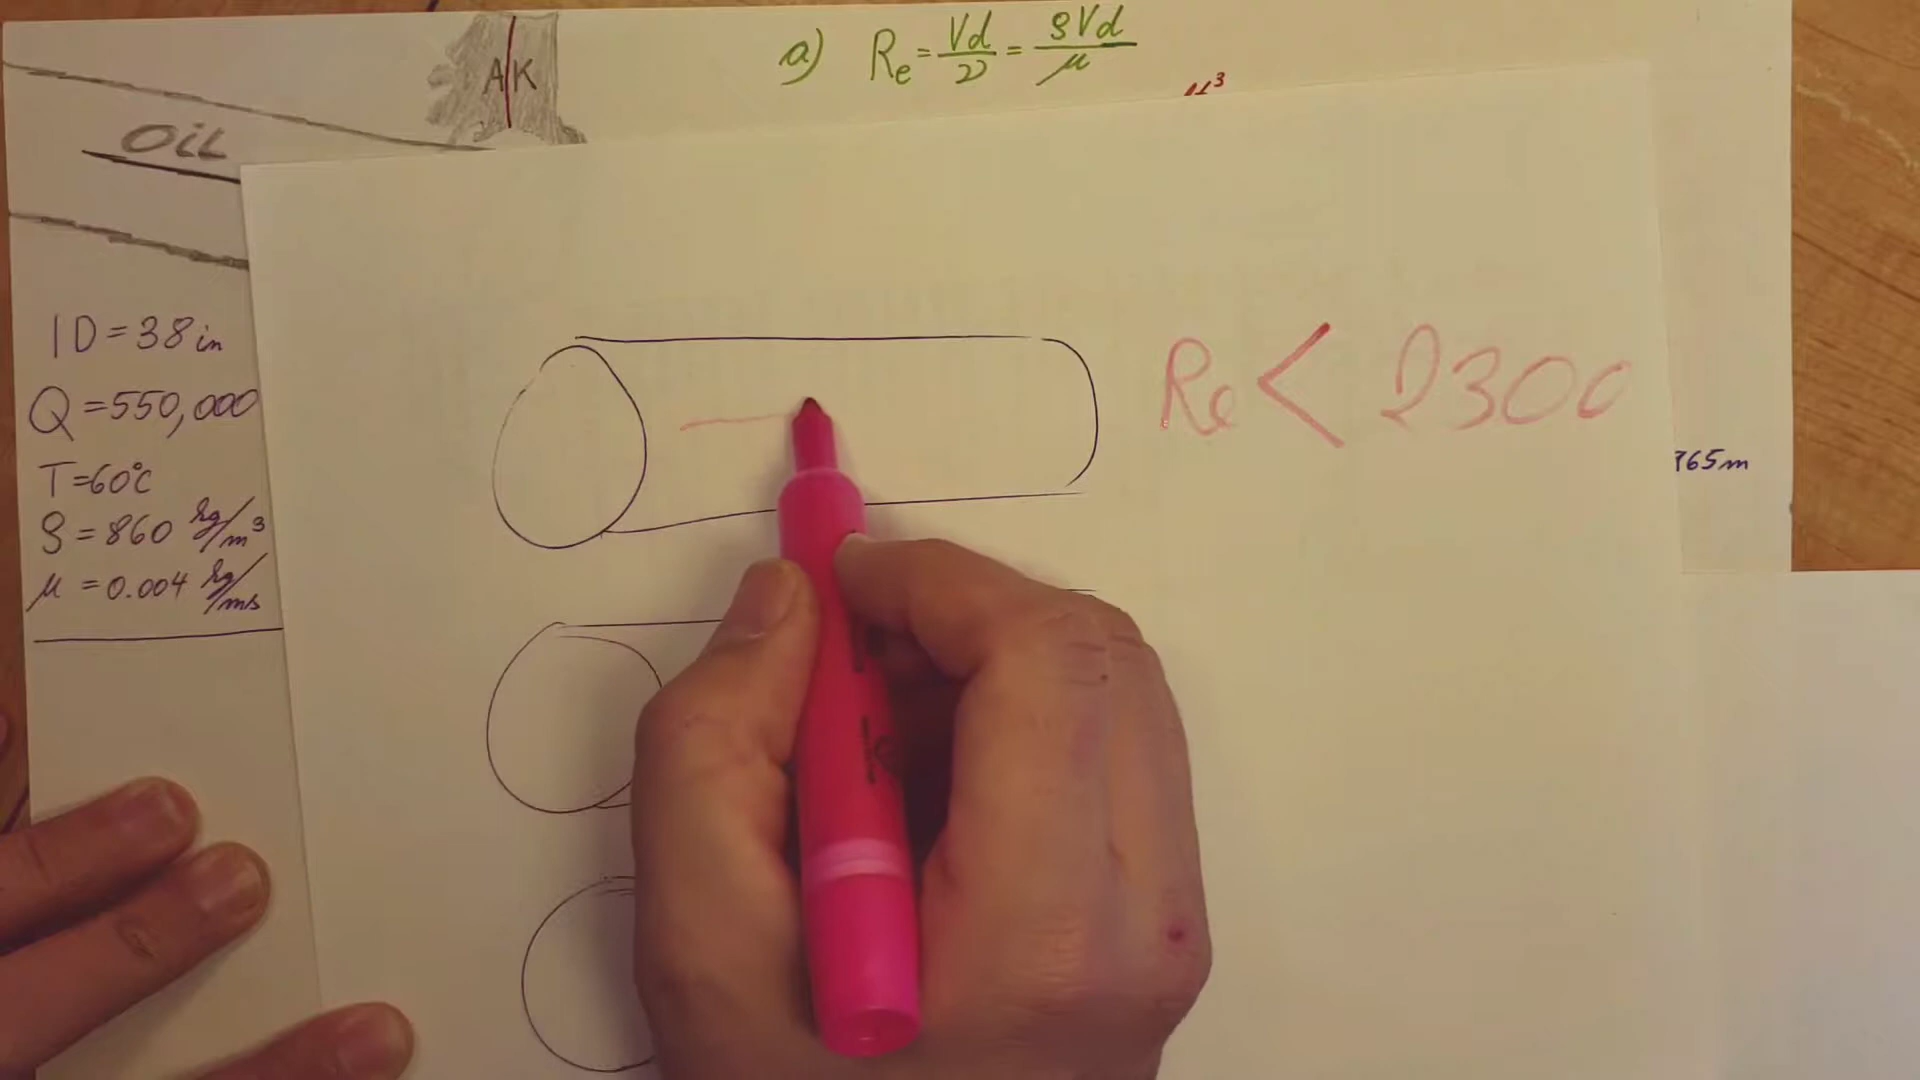 a) Re = Vd/ν = ρVd/μ
A|K
OiL
ID = 38 in
Q = 550,000
T = 60°C
ρ = 860 kg/m³
μ = 0.004 kg/ms
Re < 2300
365m